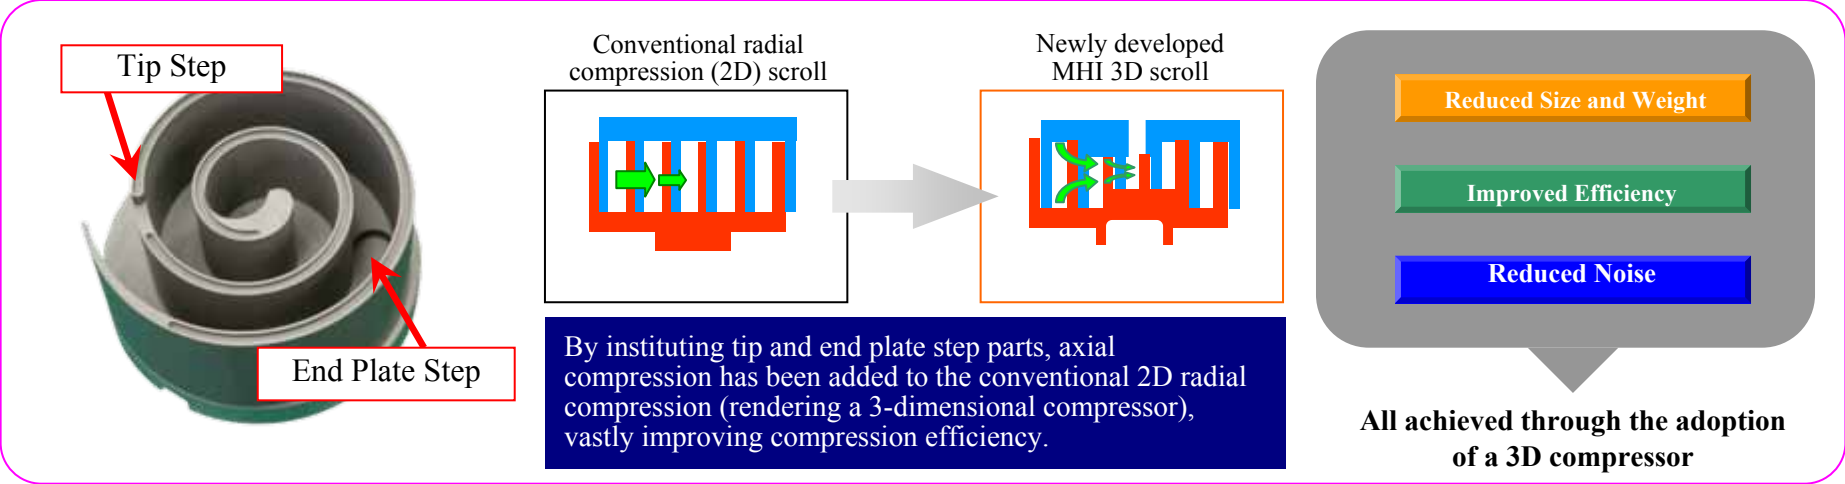 Tip Step
End Plate Step
Conventional radial
compression (2D) scroll
Newly developed
MHI 3D scroll
By instituting tip and end plate step parts, axial
compression has been added to the conventional 2D radial
compression (rendering a 3-dimensional compressor),
vastly improving compression efficiency.
Reduced Size and Weight
Improved Efficiency
Reduced Noise
All achieved through the adoption
of a 3D compressor